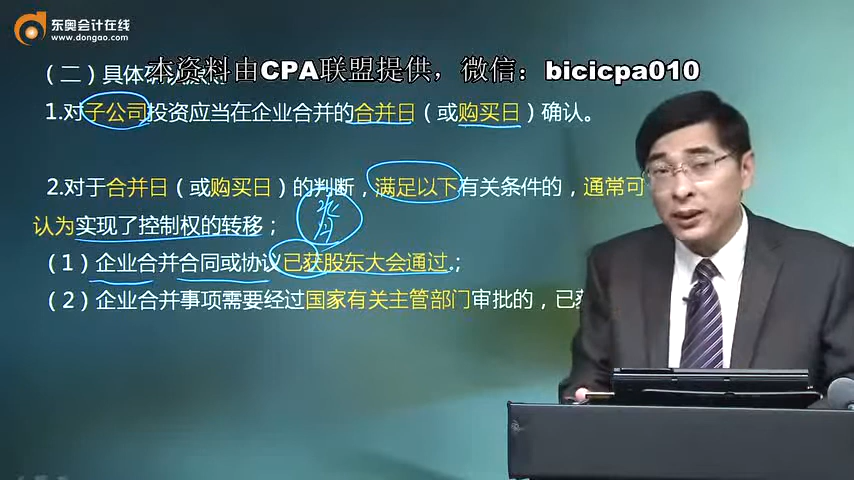 东奥会计在线
www.dongao.com
本资料由CPA联盟提供，微信：bicicpa010
（二）具体确认
1.对子公司投资应当在企业合并的合并日（或购买日）确认。
2.对于合并日（或购买日）的判断，满足以下有关条件的，通常可
认为实现了控制权的转移；
（1）企业合并合同或协议已获股东大会通过；
（2）企业合并事项需要经过国家有关主管部门审批的，已